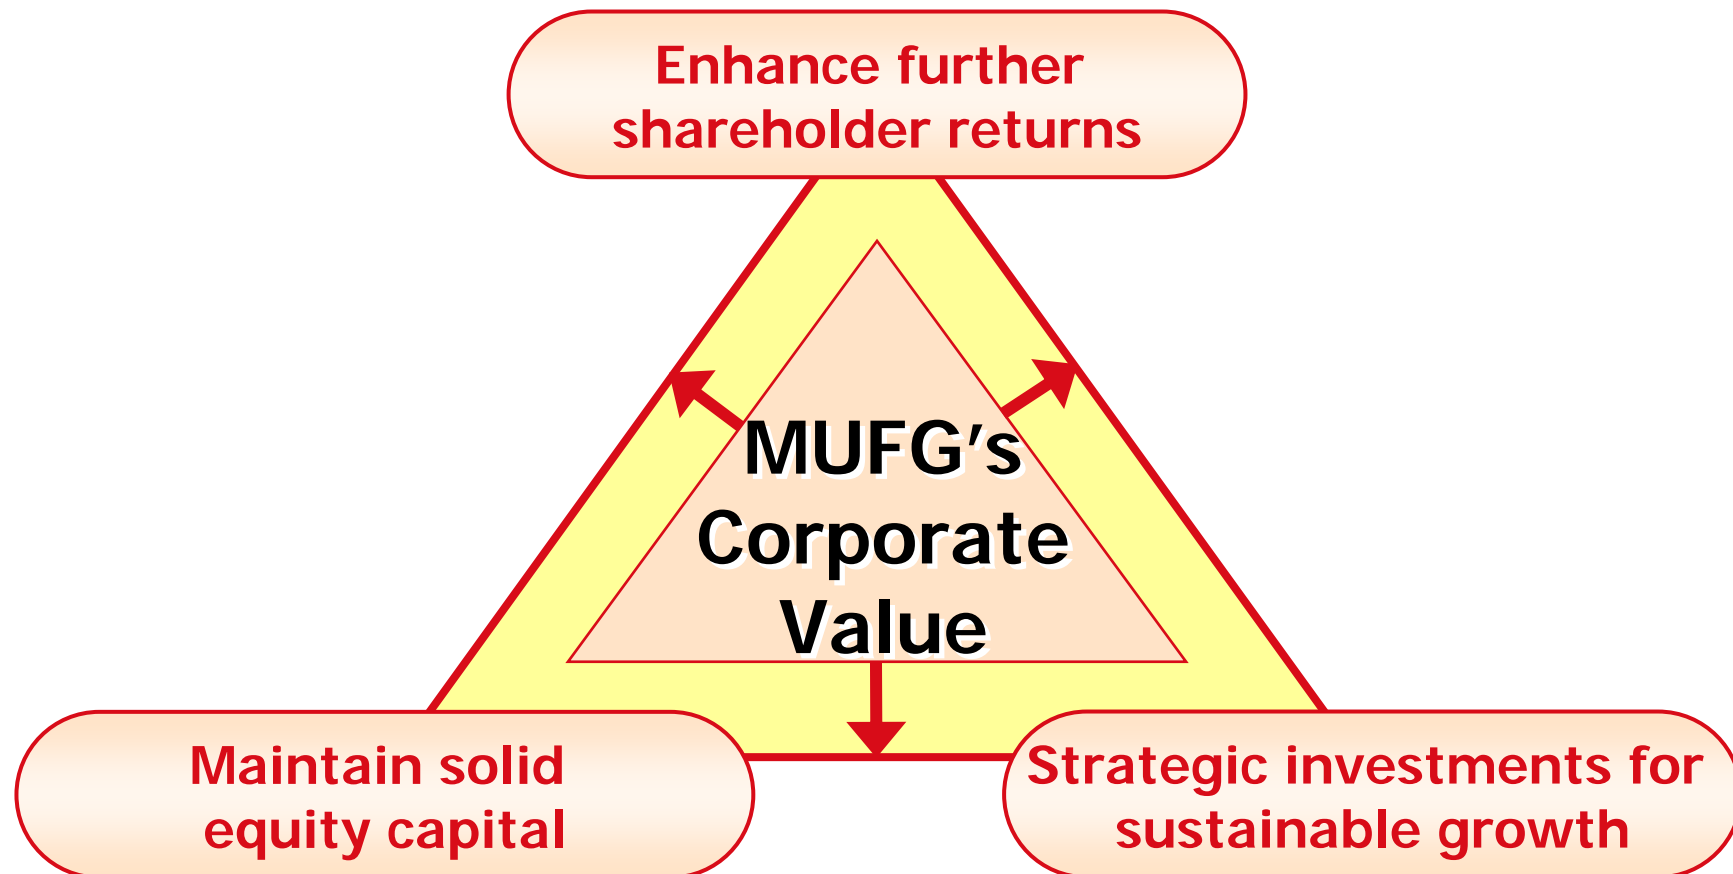 Enhance further
shareholder returns
MUFG's
Corporate
Value
Maintain solid
equity capital
Strategic investments for
sustainable growth